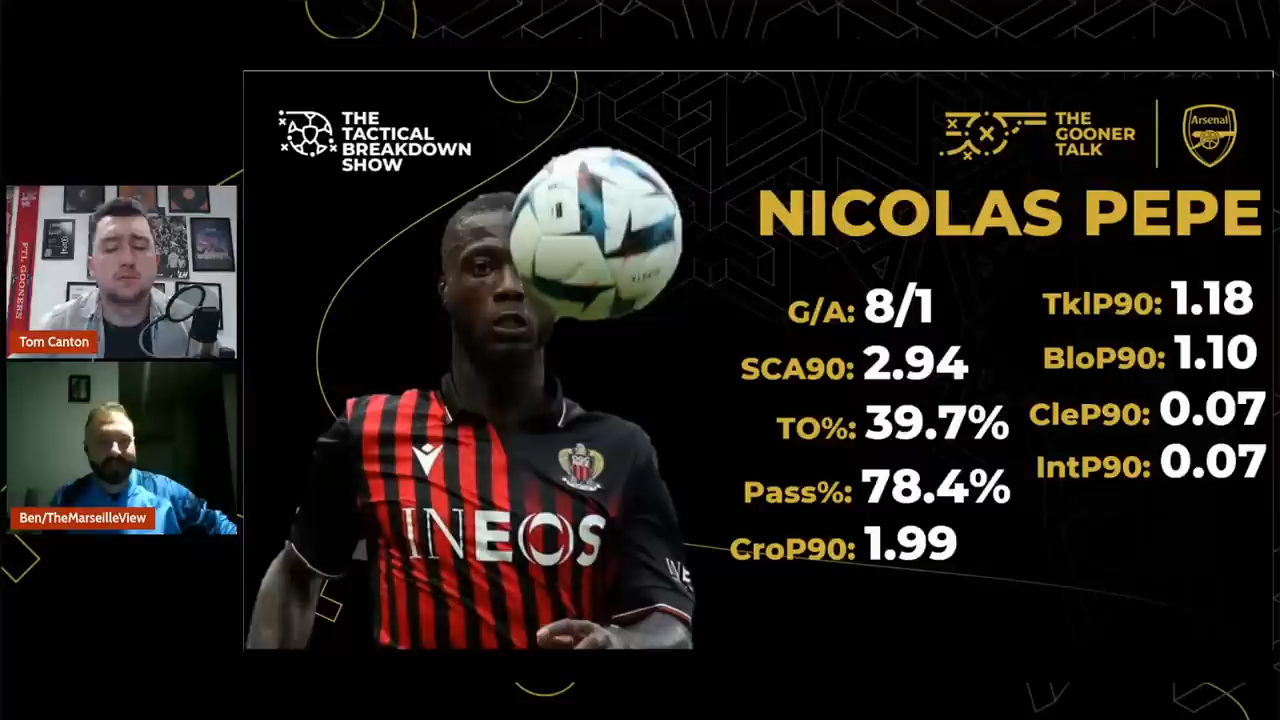 THE
TACTICAL
BREAKDOWN
SHOW
THE
GOONER
TALK
Arsenal
NICOLAS PEPE
G/A: 8/1
SCA90: 2.94
TO%: 39.7%
Pass%: 78.4%
CroP90: 1.99
TklP90: 1.18
BloP90: 1.10
CleP90: 0.07
IntP90: 0.07
INEOS
FTL GOONERS
Tom Canton
Ben/TheMarseilleView